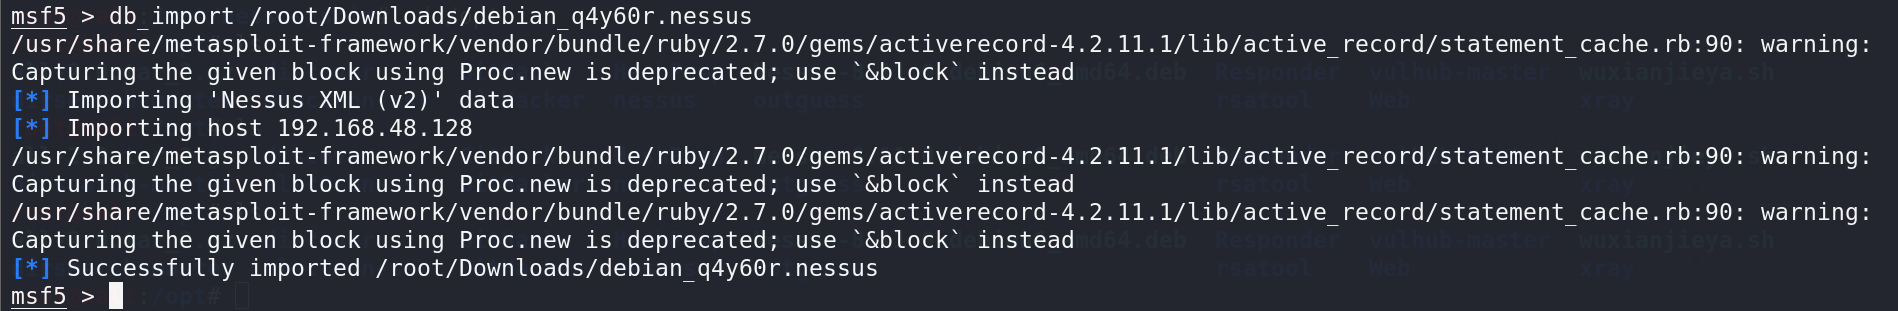 msf5 > db_import /root/Downloads/debian_q4y60r.nessus
/usr/share/metasploit-framework/vendor/bundle/ruby/2.7.0/gems/activerecord-4.2.11.1/lib/active_record/statement_cache.rb:90: warning:
Capturing the given block using Proc.new is deprecated; use `&block` instead
[*] Importing 'Nessus XML (v2)' data
[*] Importing host 192.168.48.128
/usr/share/metasploit-framework/vendor/bundle/ruby/2.7.0/gems/activerecord-4.2.11.1/lib/active_record/statement_cache.rb:90: warning:
Capturing the given block using Proc.new is deprecated; use `&block` instead
/usr/share/metasploit-framework/vendor/bundle/ruby/2.7.0/gems/activerecord-4.2.11.1/lib/active_record/statement_cache.rb:90: warning:
Capturing the given block using Proc.new is deprecated; use `&block` instead
[*] Successfully imported /root/Downloads/debian_q4y60r.nessus
msf5 >